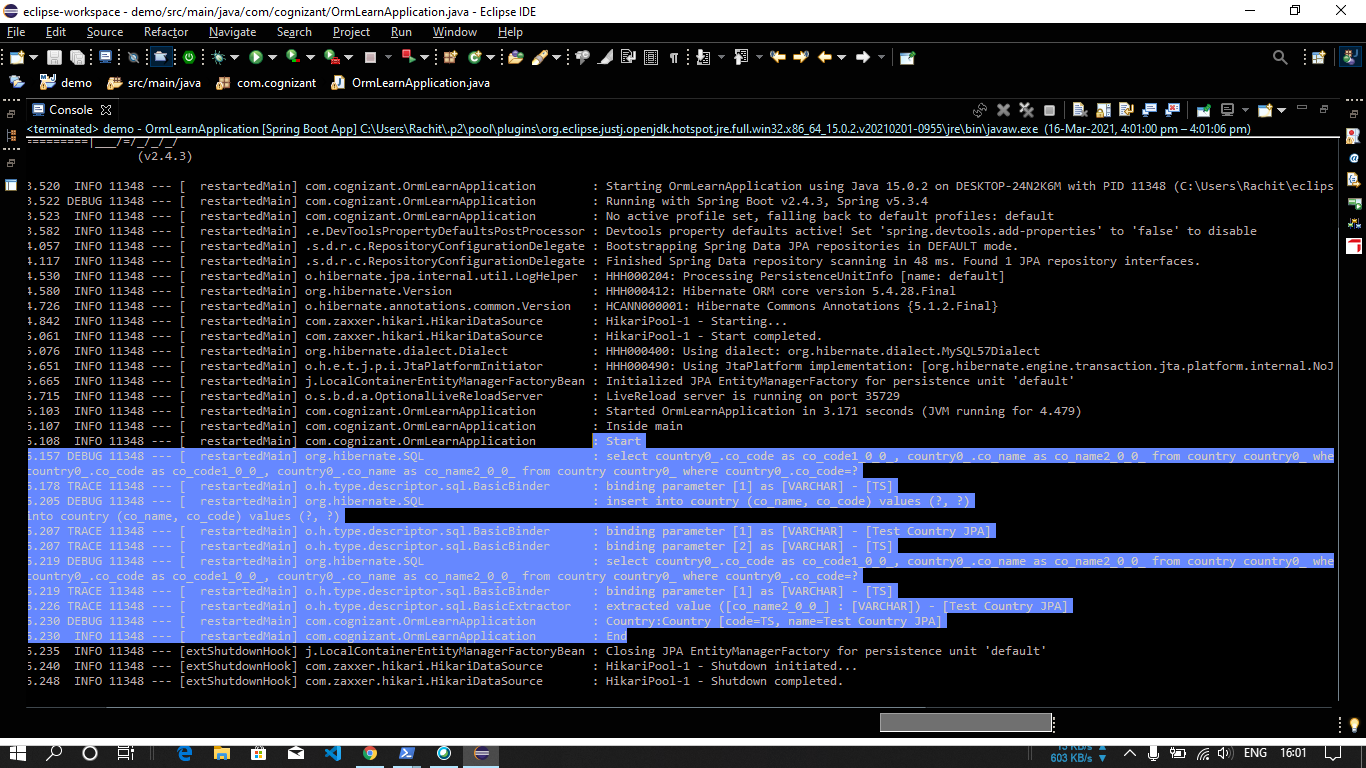 eclipse-workspace - demo/src/main/java/com/cognizant/OrmLearnApplication.java - Eclipse IDE
File Edit Source Refactor Navigate Search Project Run Window Help
demo src/main/java com.cognizant OrmLearnApplication.java
Console
<terminated> demo - OrmLearnApplication [Spring Boot App] C:\Users\Rachit\.p2\pool\plugins\org.eclipse.justj.openjdk.hotspot.jre.full.win32.x86_64_15.0.2.v20210201-0955\jre\bin\javaw.exe (16-Mar-2021, 4:01:00 pm – 4:01:06 pm)
=========|___/=/_/_/_/
(v2.4.3)
3.520 INFO 11348 --- [ restartedMain] com.cognizant.OrmLearnApplication : Starting OrmLearnApplication using Java 15.0.2 on DESKTOP-24N2K6M with PID 11348 (C:\Users\Rachit\eclips
3.522 DEBUG 11348 --- [ restartedMain] com.cognizant.OrmLearnApplication : Running with Spring Boot v2.4.3, Spring v5.3.4
3.523 INFO 11348 --- [ restartedMain] com.cognizant.OrmLearnApplication : No active profile set, falling back to default profiles: default
3.582 INFO 11348 --- [ restartedMain] .e.DevToolsPropertyDefaultsPostProcessor : Devtools property defaults active! Set 'spring.devtools.add-properties' to 'false' to disable
4.057 INFO 11348 --- [ restartedMain] .s.d.r.c.RepositoryConfigurationDelegate : Bootstrapping Spring Data JPA repositories in DEFAULT mode.
4.117 INFO 11348 --- [ restartedMain] .s.d.r.c.RepositoryConfigurationDelegate : Finished Spring Data repository scanning in 48 ms. Found 1 JPA repository interfaces.
4.530 INFO 11348 --- [ restartedMain] o.hibernate.jpa.internal.util.LogHelper : HHH000204: Processing PersistenceUnitInfo [name: default]
4.580 INFO 11348 --- [ restartedMain] org.hibernate.Version : HHH000412: Hibernate ORM core version 5.4.28.Final
4.726 INFO 11348 --- [ restartedMain] o.hibernate.annotations.common.Version : HCANN000001: Hibernate Commons Annotations {5.1.2.Final}
4.842 INFO 11348 --- [ restartedMain] com.zaxxer.hikari.HikariDataSource : HikariPool-1 - Starting...
5.061 INFO 11348 --- [ restartedMain] com.zaxxer.hikari.HikariDataSource : HikariPool-1 - Start completed.
5.076 INFO 11348 --- [ restartedMain] org.hibernate.dialect.Dialect : HHH000400: Using dialect: org.hibernate.dialect.MySQL57Dialect
5.651 INFO 11348 --- [ restartedMain] o.h.e.t.j.p.i.JtaPlatformInitiator : HHH000490: Using JtaPlatform implementation: [org.hibernate.engine.transaction.jta.platform.internal.NoJ
5.665 INFO 11348 --- [ restartedMain] j.LocalContainerEntityManagerFactoryBean : Initialized JPA EntityManagerFactory for persistence unit 'default'
5.715 INFO 11348 --- [ restartedMain] o.s.b.d.a.OptionalLiveReloadServer : LiveReload server is running on port 35729
6.103 INFO 11348 --- [ restartedMain] com.cognizant.OrmLearnApplication : Started OrmLearnApplication in 3.171 seconds (JVM running for 4.479)
6.107 INFO 11348 --- [ restartedMain] com.cognizant.OrmLearnApplication : Inside main
6.108 INFO 11348 --- [ restartedMain] com.cognizant.OrmLearnApplication : Start
6.157 DEBUG 11348 --- [ restartedMain] org.hibernate.SQL : select country0_.co_code as co_code1_0_0_, country0_.co_name as co_name2_0_0_ from country country0_ whe
country0_.co_code as co_code1_0_0_, country0_.co_name as co_name2_0_0_ from country country0_ where country0_.co_code=?
6.178 TRACE 11348 --- [ restartedMain] o.h.type.descriptor.sql.BasicBinder : binding parameter [1] as [VARCHAR] - [TS]
6.205 DEBUG 11348 --- [ restartedMain] org.hibernate.SQL : insert into country (co_name, co_code) values (?, ?)
into country (co_name, co_code) values (?, ?)
6.207 TRACE 11348 --- [ restartedMain] o.h.type.descriptor.sql.BasicBinder : binding parameter [1] as [VARCHAR] - [Test Country JPA]
6.207 TRACE 11348 --- [ restartedMain] o.h.type.descriptor.sql.BasicBinder : binding parameter [2] as [VARCHAR] - [TS]
6.219 DEBUG 11348 --- [ restartedMain] org.hibernate.SQL : select country0_.co_code as co_code1_0_0_, country0_.co_name as co_name2_0_0_ from country country0_ whe
country0_.co_code as co_code1_0_0_, country0_.co_name as co_name2_0_0_ from country country0_ where country0_.co_code=?
6.219 TRACE 11348 --- [ restartedMain] o.h.type.descriptor.sql.BasicBinder : binding parameter [1] as [VARCHAR] - [TS]
6.226 TRACE 11348 --- [ restartedMain] o.h.type.descriptor.sql.BasicExtractor : extracted value ([co_name2_0_0_] : [VARCHAR]) - [Test Country JPA]
6.230 DEBUG 11348 --- [ restartedMain] com.cognizant.OrmLearnApplication : Country:Country [code=TS, name=Test Country JPA]
6.230 INFO 11348 --- [ restartedMain] com.cognizant.OrmLearnApplication : End
6.235 INFO 11348 --- [extShutdownHook] j.LocalContainerEntityManagerFactoryBean : Closing JPA EntityManagerFactory for persistence unit 'default'
6.240 INFO 11348 --- [extShutdownHook] com.zaxxer.hikari.HikariDataSource : HikariPool-1 - Shutdown initiated...
6.248 INFO 11348 --- [extShutdownHook] com.zaxxer.hikari.HikariDataSource : HikariPool-1 - Shutdown completed.
603 KB/s ENG 16:01